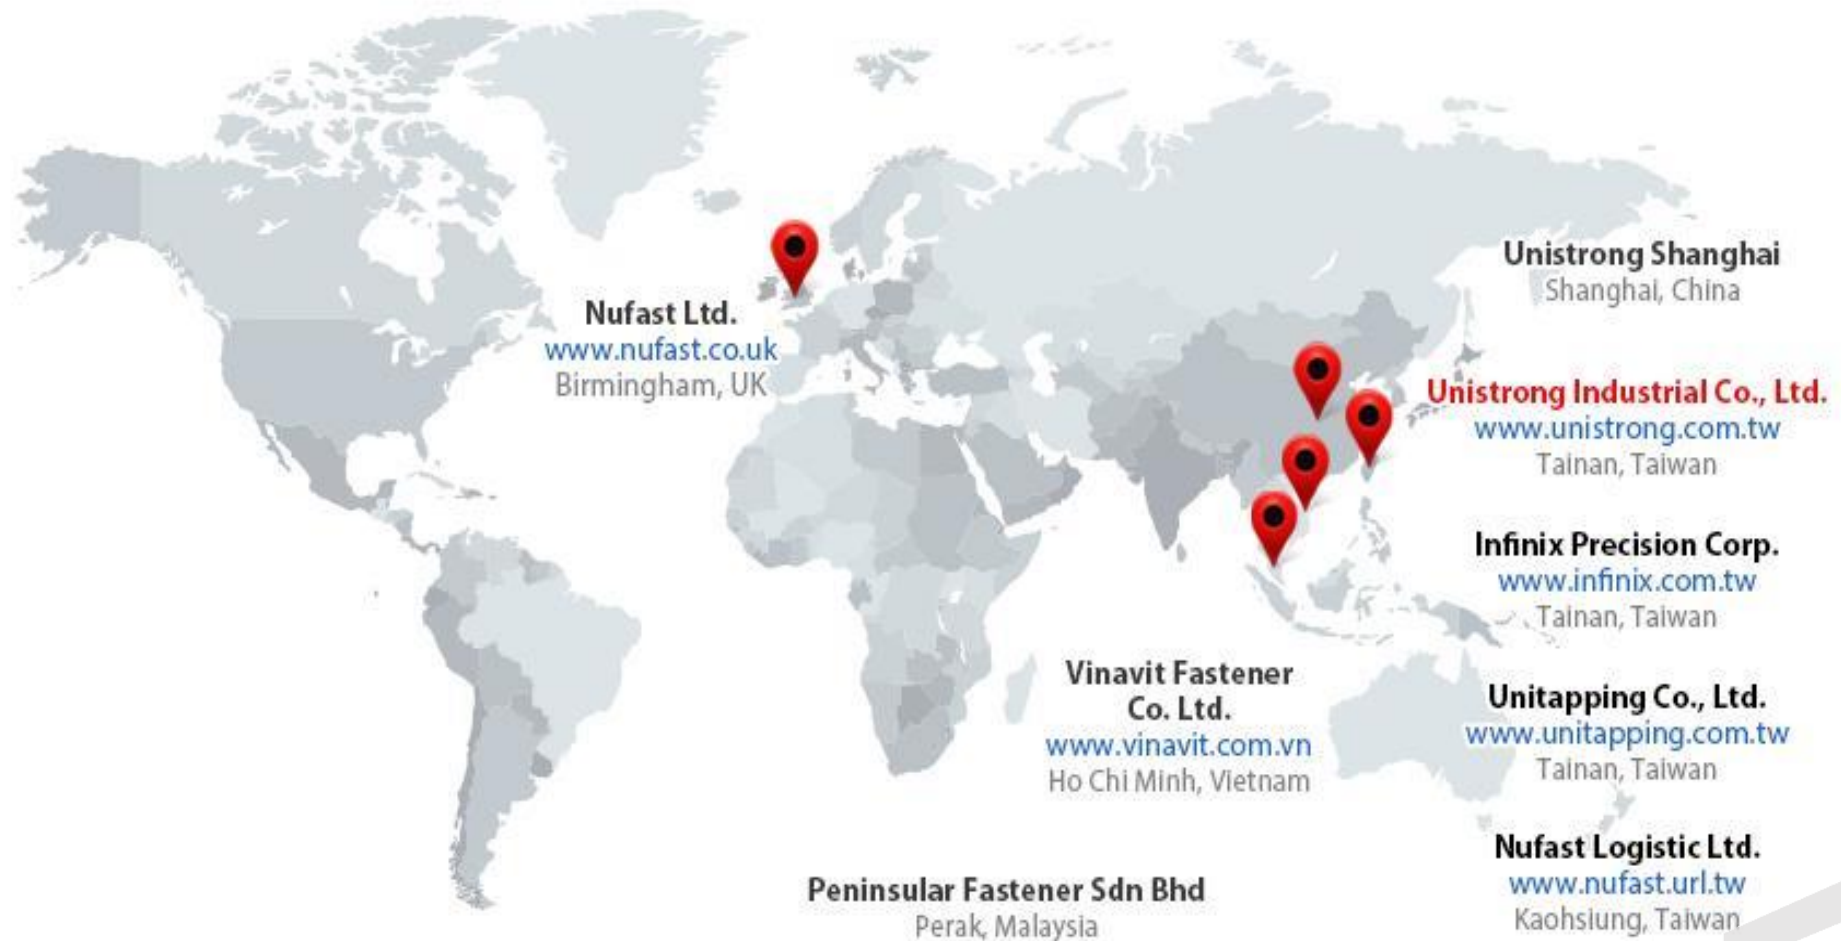 Nufast Ltd.
www.nufast.co.uk
Birmingham, UK
Unistrong Shanghai
Shanghai, China
Unistrong Industrial Co., Ltd.
www.unistrong.com.tw
Tainan, Taiwan
Infinix Precision Corp.
www.infinix.com.tw
Tainan, Taiwan
Unitapping Co., Ltd.
www.unitapping.com.tw
Tainan, Taiwan
Nufast Logistic Ltd.
www.nufast.url.tw
Kaohsiung, Taiwan
Vinavit Fastener
Co. Ltd.
www.vinavit.com.vn
Ho Chi Minh, Vietnam
Peninsular Fastener Sdn Bhd
Perak, Malaysia